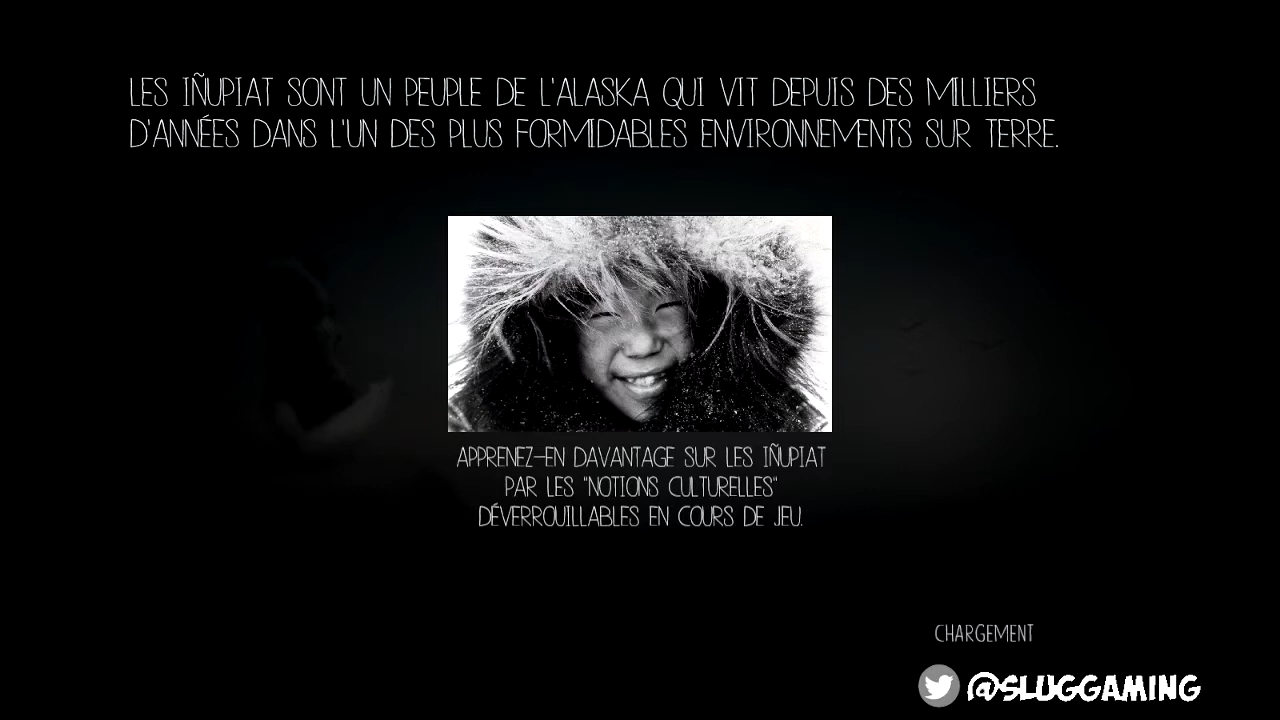 LES IÑUPIAT SONT UN PEUPLE DE L'ALASKA QUI VIT DEPUIS DES MILLIERS
D'ANNÉES DANS L'UN DES PLUS FORMIDABLES ENVIRONNEMENTS SUR TERRE.
APPRENEZ-EN DAVANTAGE SUR LES IÑUPIAT
PAR LES "NOTIONS CULTURELLES"
DÉVERROUILLABLES EN COURS DE JEU.
CHARGEMENT
@SLUGGAMING